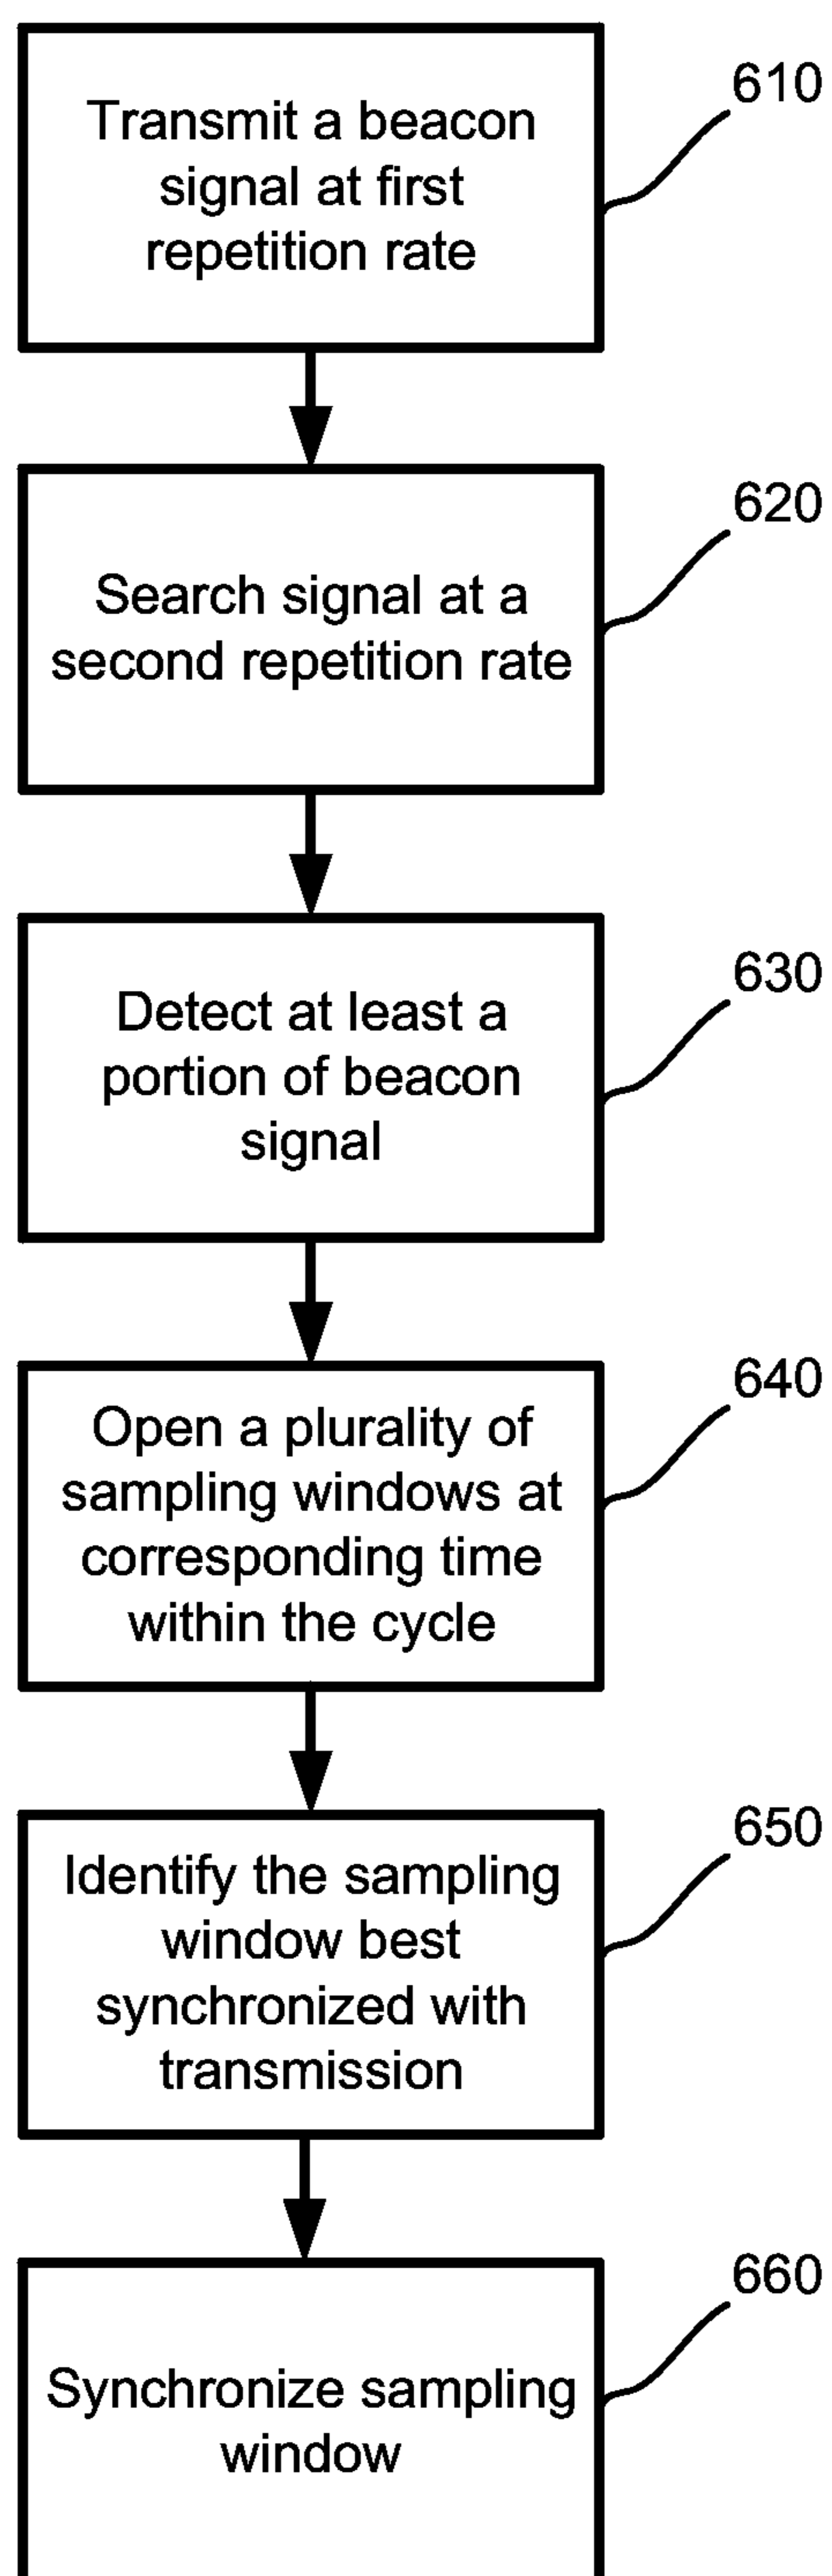 Transmit a beacon
signal at first
repetition rate
610
Search signal at a
second repetition rate
620
Detect at least a
portion of beacon
signal
630
Open a plurality of
sampling windows at
corresponding time
within the cycle
640
Identify the sampling
window best
synchronized with
transmission
650
Synchronize sampling
window
660